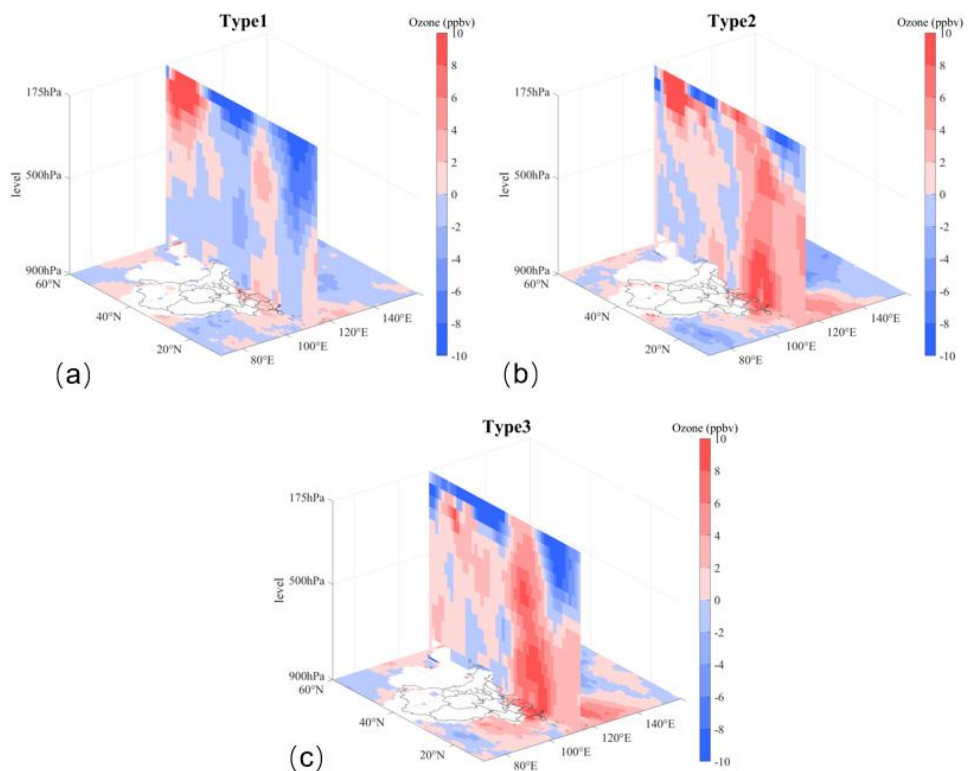 Type1
Ozone (ppbv)
10
8
6
4
2
0
-2
-4
-6
-8
-10
175hPa
500hPa
900hPa
level
60°N
40°N
20°N
80°E
100°E
120°E
140°E
(a)
Type2
Ozone (ppbv)
10
8
6
4
2
0
-2
-4
-6
-8
-10
175hPa
500hPa
900hPa
level
60°N
40°N
20°N
80°E
100°E
120°E
140°E
(b)
Type3
Ozone (ppbv)
10
8
6
4
2
0
-2
-4
-6
-8
-10
175hPa
500hPa
900hPa
level
60°N
40°N
20°N
80°E
100°E
120°E
140°E
(c)